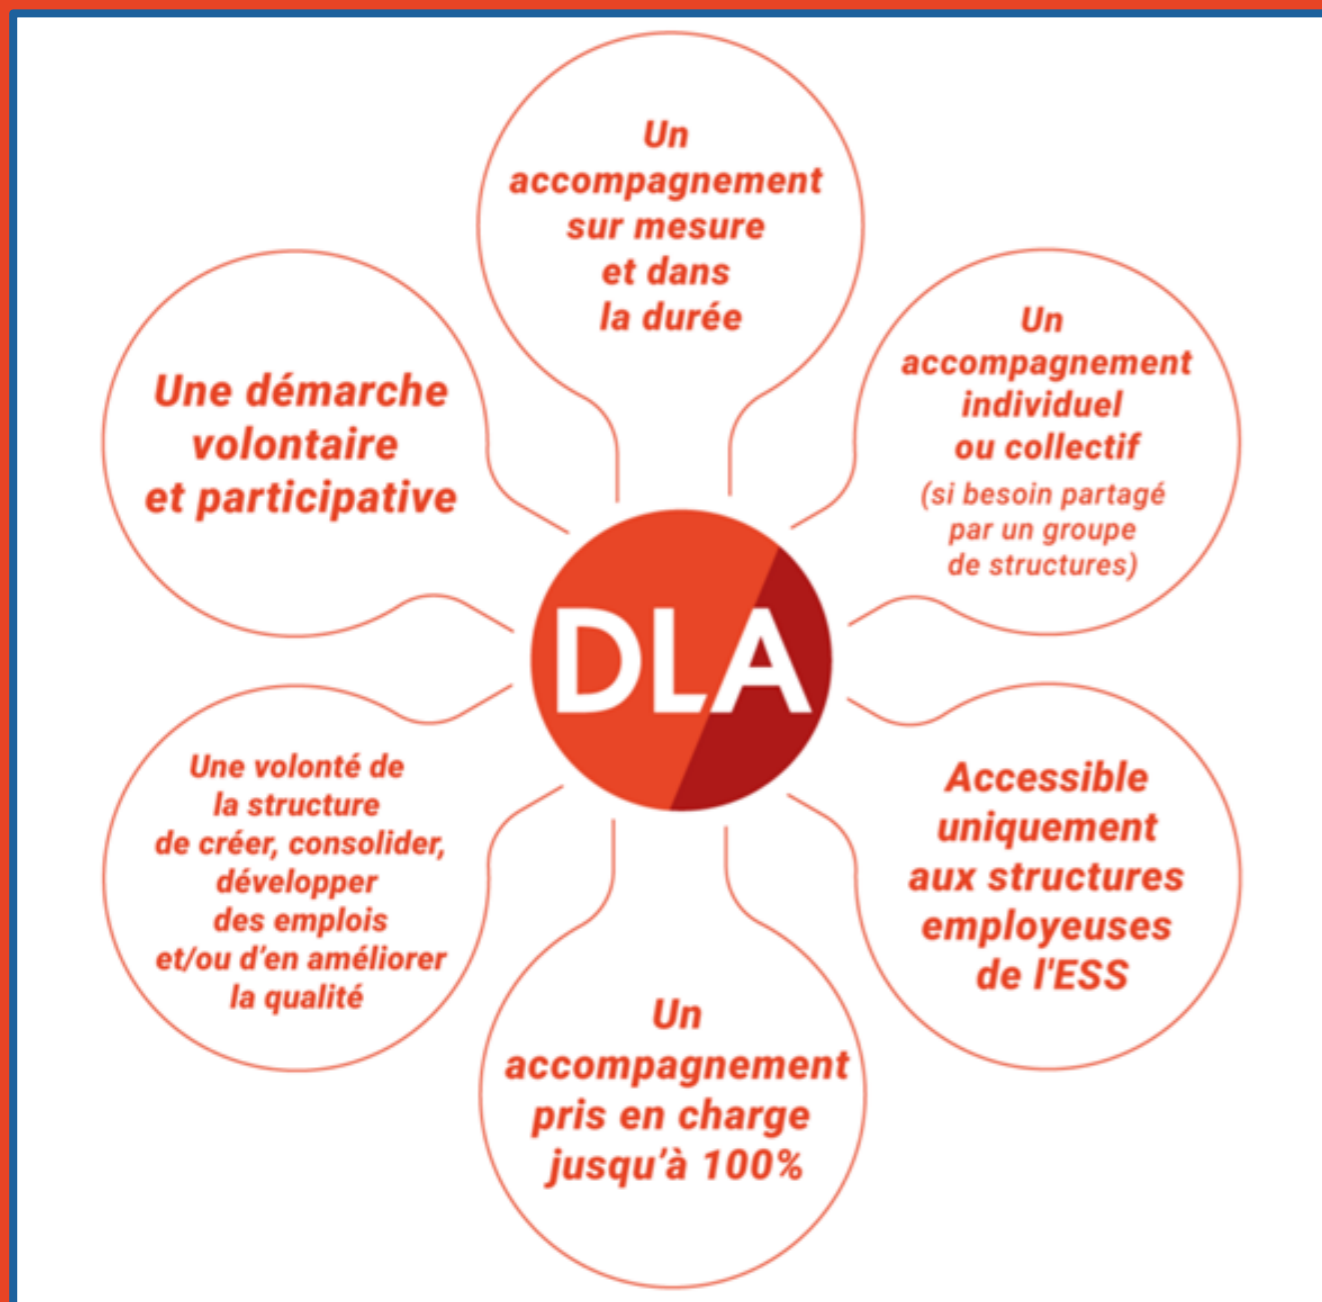 Un
accompagnement
sur mesure
et dans
la durée
Une démarche
volontaire
et participative
Un
accompagnement
individuel
ou collectif
(si besoin partagé
par un groupe
de structures)
DLA
Une volonté de
la structure
de créer, consolider,
développer
des emplois
et/ou d'en améliorer
la qualité
Accessible
uniquement
aux structures
employeuses
de l'ESS
Un
accompagnement
pris en charge
jusqu'à 100%